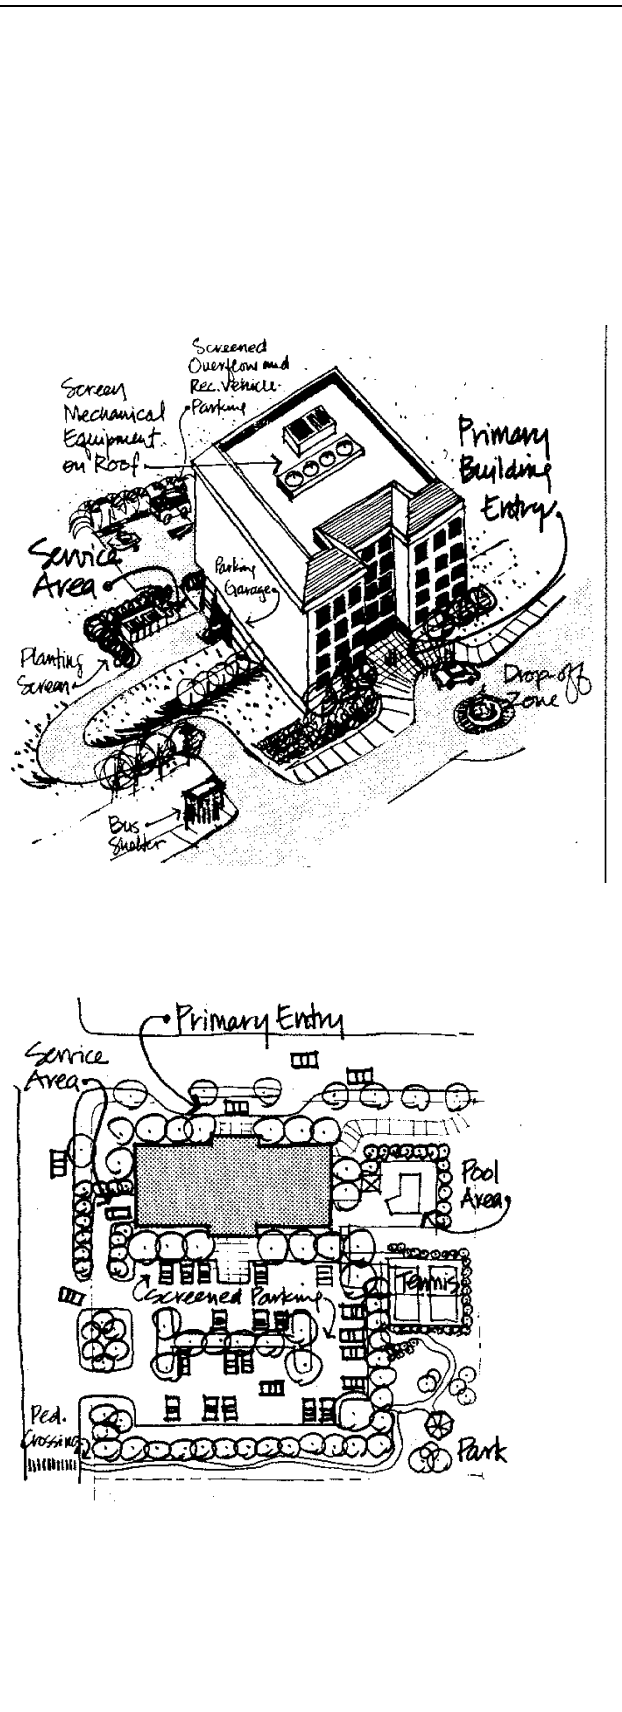 Screened
Overflow and
Rec. Vehicle
Parking
Screen
Mechanical
Equipment
on Roof
Primary
Building
Entry
Service
Area
Parking
Garage
Planting
Screen
Drop-off
Zone
Bus
Shelter
Primary Entry
Service
Area
Pool
Area
Tennis
Screened Parking
Ped.
Crossing
Park